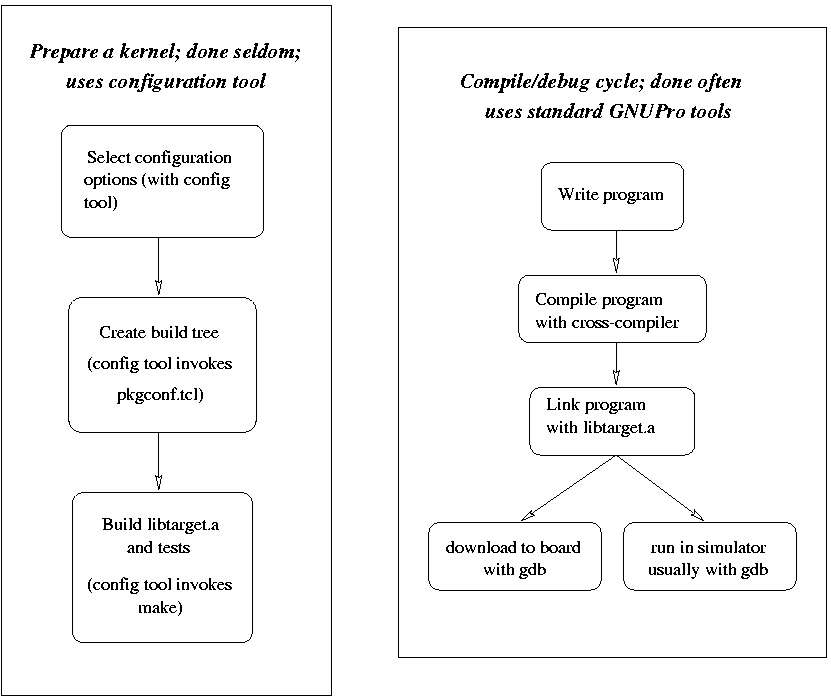 Prepare a kernel; done seldom;
uses configuration tool
Select configuration
options (with config
tool)
Create build tree
(config tool invokes
pkgconf.tcl)
Build libtarget.a
and tests
(config tool invokes
make)
Compile/debug cycle; done often
uses standard GNUPro tools
Write program
Compile program
with cross-compiler
Link program
with libtarget.a
download to board
with gdb
run in simulator
usually with gdb